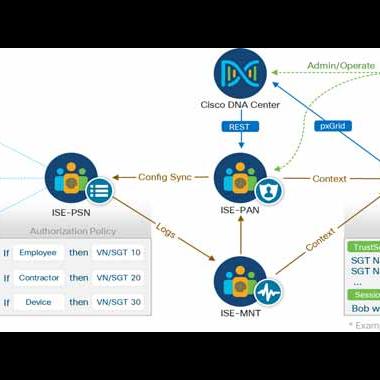 Admin/Operate
Cisco DNA Center
REST
pxGrid
Config Sync
Context
ISE-PSN
ISE-PAN
Authorization Policy
Logs
Context
If Employee then VN/SGT 10
If Contractor then VN/SGT 20
If Device then VN/SGT 30
ISE-MNT
SGT N
SGT N
...
Bob w
* Exam